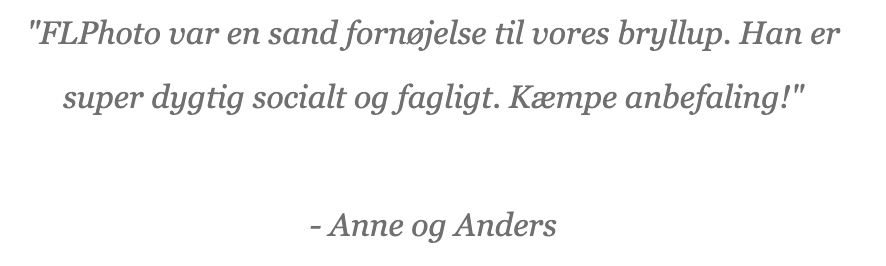 "FLPhoto var en sand fornøjelse til vores bryllup. Han er
super dygtig socialt og fagligt. Kæmpe anbefaling!"
- Anne og Anders